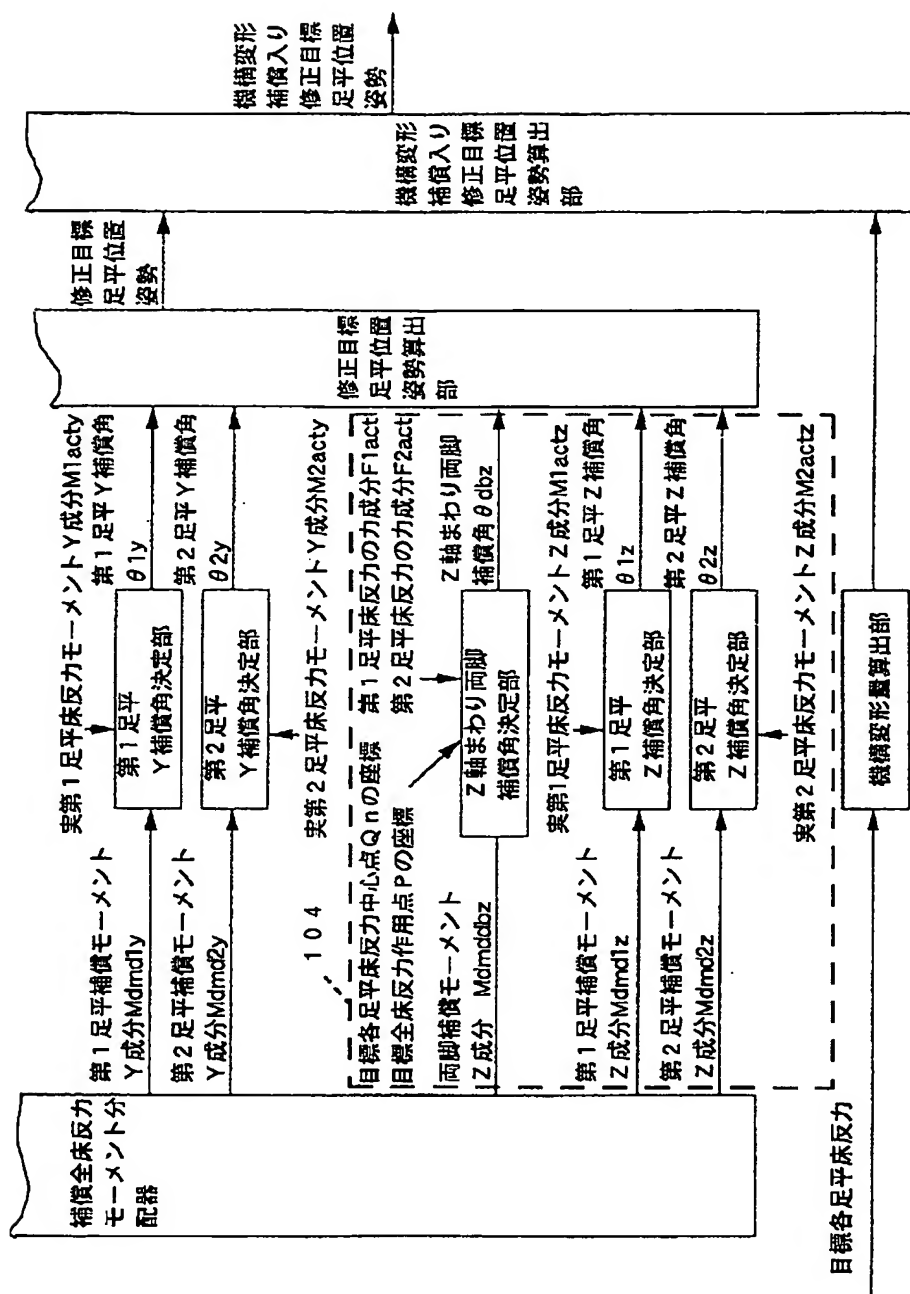 補償全床反力
モーメント分
配器
第1足平補償モーメント
Y成分Mdmd1y
第2足平補償モーメント
Y成分Mdmd2y
実第1足平床反力モーメントY成分M1acty
第1足平
Y補償角決定部
第2足平
Y補償角決定部
実第2足平床反力モーメントY成分M2acty
第1足平Y補償角
θ1y
第2足平Y補償角
θ2y
104
目標各足平床反力中心点Qnの座標
目標全床反力作用点Pの座標
第1足平床反力の力成分F1act
第2足平床反力の力成分F2act
両脚補償モーメント
Z成分 Mdmddbz
Z軸まわり両脚
補償角決定部
Z軸まわり両脚
補償角θdbz
第1足平補償モーメント
Z成分Mdmd1z
第2足平補償モーメント
Z成分Mdmd2z
実第1足平床反力モーメントZ成分M1actz
第1足平
Z補償角決定部
第2足平
Z補償角決定部
実第2足平床反力モーメントZ成分M2actz
第1足平Z補償角
θ1z
第2足平Z補償角
θ2z
修正目標
足平位置
姿勢算出
部
修正目標
足平位置
姿勢
目標各足平床反力
機構変形量算出部
機構変形
補償入り
修正目標
足平位置
姿勢算出
部
機構変形
補償入り
修正目標
足平位置
姿勢